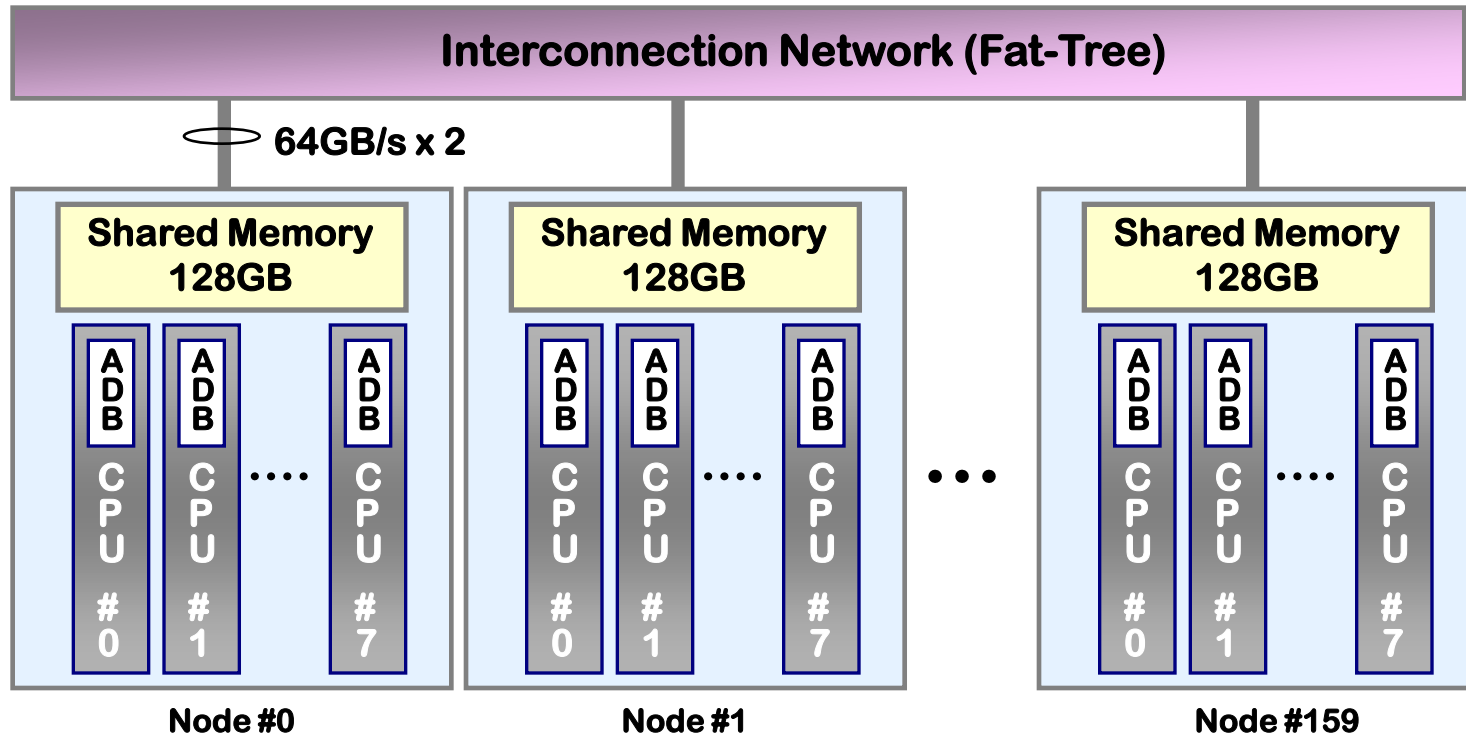 Interconnection Network (Fat-Tree)
64GB/s x 2
Shared Memory
128GB
ADB
CPU #0
ADB
CPU #1
....
ADB
CPU #7
Node #0
Shared Memory
128GB
ADB
CPU #0
ADB
CPU #1
....
ADB
CPU #7
Node #1
...
Shared Memory
128GB
ADB
CPU #0
ADB
CPU #1
....
ADB
CPU #7
Node #159